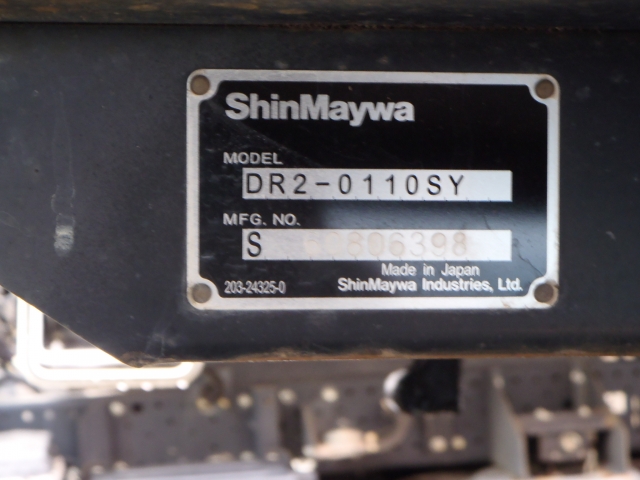 ShinMaywa
MODEL
DR2-0110SY
MFG. NO.
S
Made in Japan
203-24325-0
ShinMaywa Industries, Ltd.